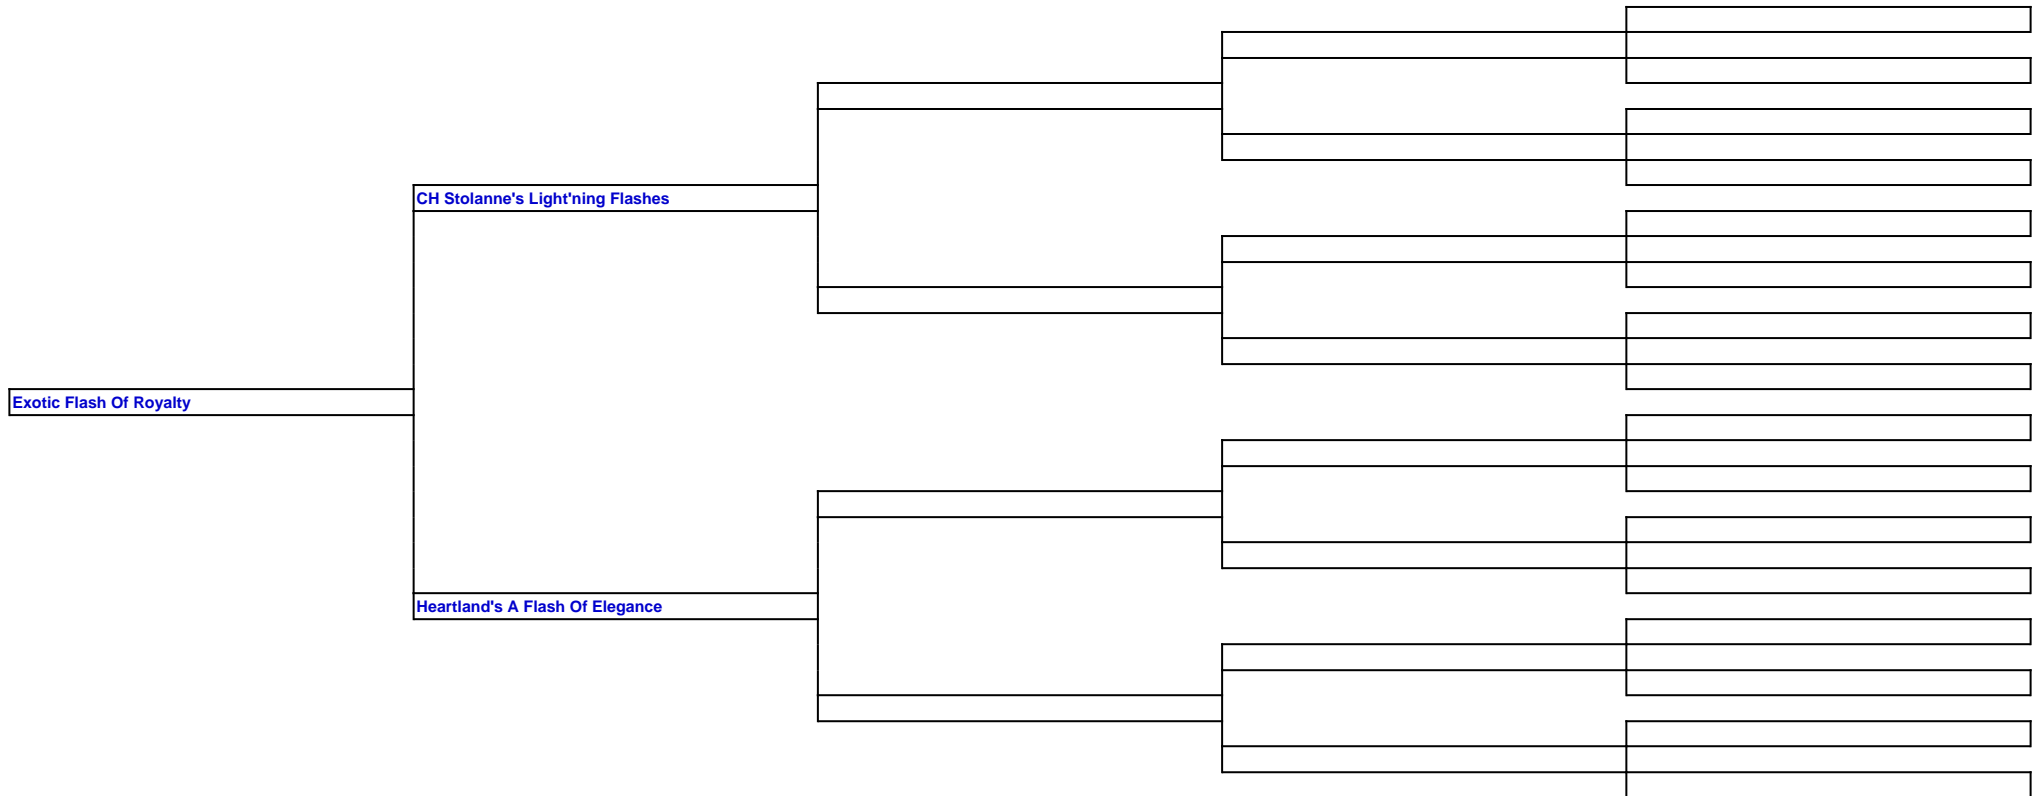 CH Stolanne's Light'ning Flashes
Exotic Flash Of Royalty
Heartland's A Flash Of Elegance